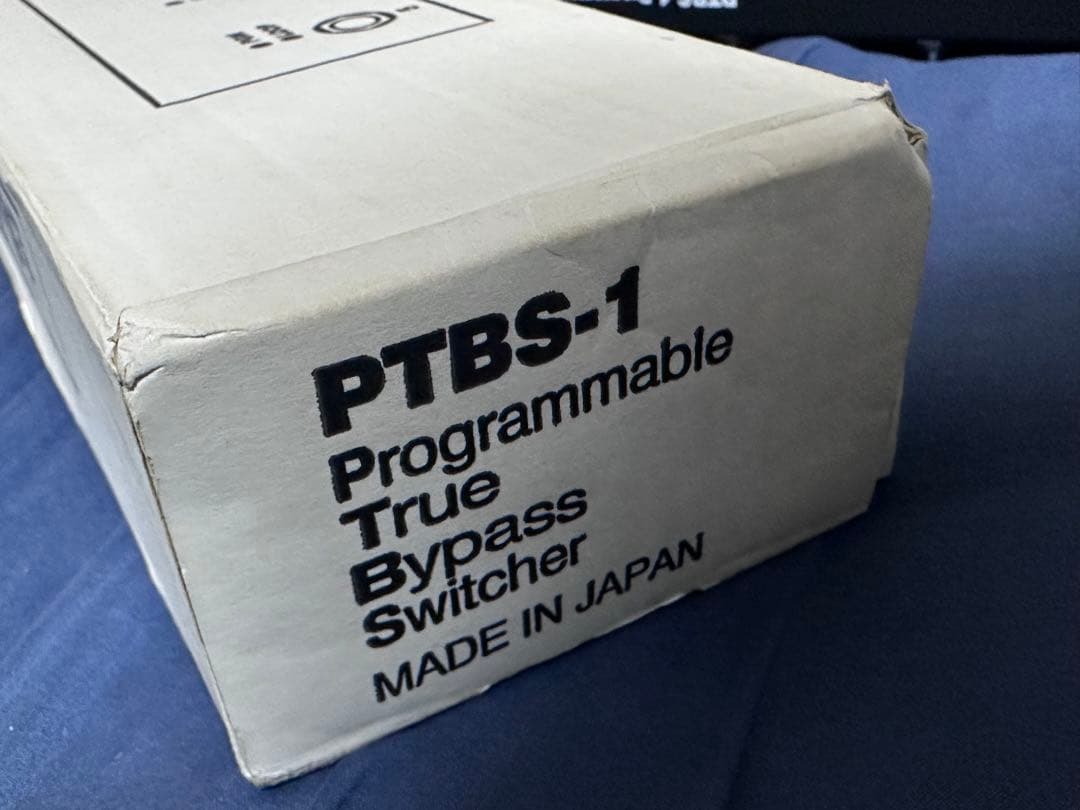 PTBS-1
Programmable
True
Bypass
Switcher
MADE IN JAPAN